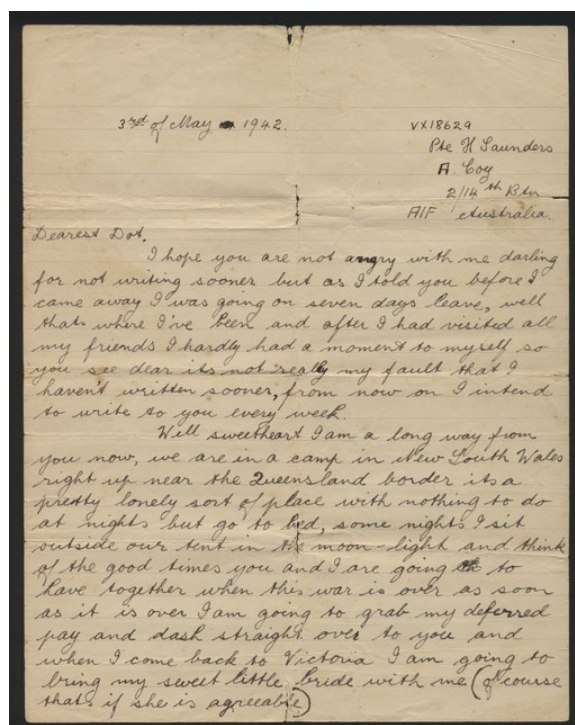 3rd of May 1942.
VX18629
Pte H Saunders
A. Coy
2/14th Btn
AIF Australia.
Dearest Dot,
I hope you are not angry with me darling
for not writing sooner but as I told you before I
came away I was going on seven days leave, well
thats where I've been and after I had visited all
my friends I hardly had a moment to myself so
you see dear its not really my fault that I
haven't written sooner, from now on I intend
to write to you every week.
Well sweetheart I am a long way from
you now, we are in a camp in New South Wales
right up near the Queensland border its a
pretty lonely sort of place with nothing to do
at nights but go to bed, some nights I sit
outside our tent in the moon-light and think
of the good times you and I are going to
have together when this war is over as soon
as it is over I am going to grab my deferred
pay and dash straight over to you and
when I come back to Victoria I am going to
bring my sweet little bride with me (of course
thats if she is agreeable)